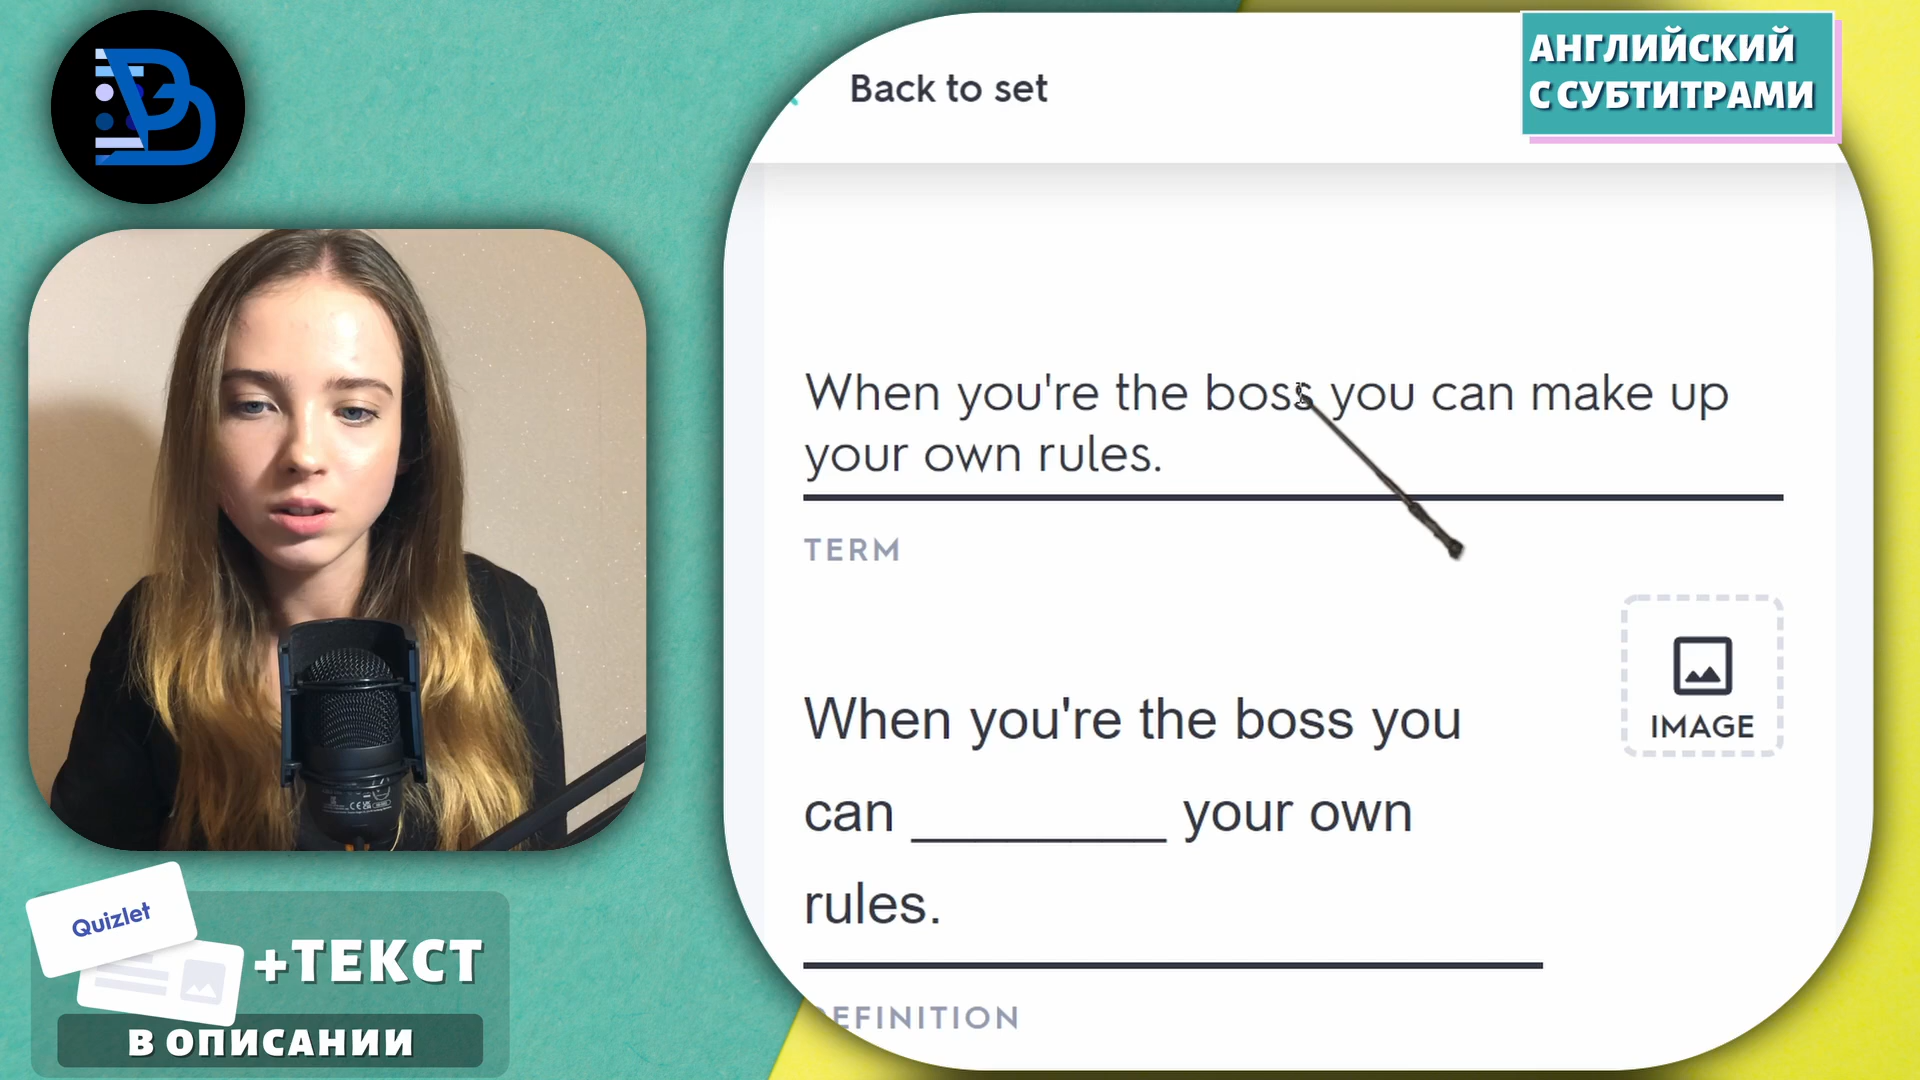 Back to set
АНГЛИЙСКИЙ
С СУБТИТРАМИ
When you're the boss you can make up
your own rules.
TERM
IMAGE
When you're the boss you
can ________ your own
rules.
DEFINITION
Quizlet
+ТЕКСТ
В ОПИСАНИИ